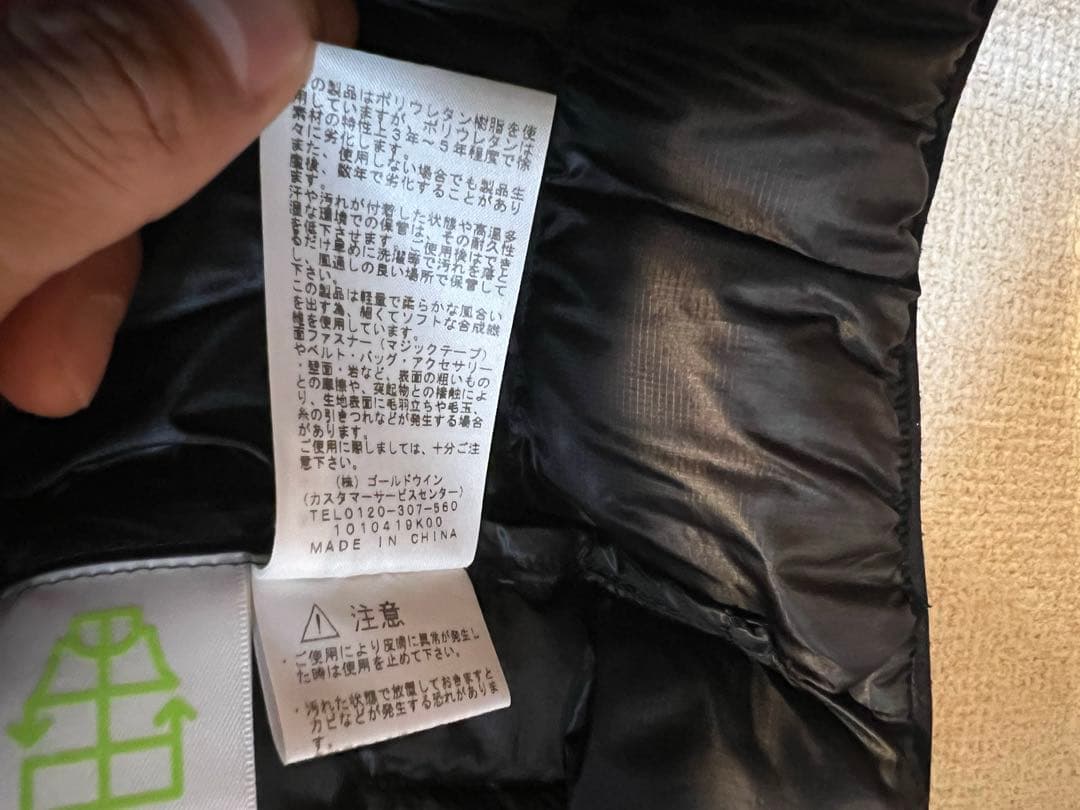 の製品はポリウレタン樹脂を使
用していますが、ポリウレタンは
素材の特性上3年～5年程度で徐
々に劣化します。
また、使用しない場合でも製品生
産後、数年で劣化することがあり
ます。
汗や汚れが付着した状態や高温多
湿な環境での保管は、その耐久性
を低下させます。ご使用後はでき
るだけ早めに洗濯等で汚れを落と
し、風通しの良い場所で保管して
下さい。
この製品は軽量で柔らかな風合い
を出す為、細くてソフトな合成繊
維を使用しています。
面ファスナー(マジックテープ)
やベルト・バッグ・アクセサリー
・壁面・岩など、表面の粗いもの
との摩擦や、突起物との接触によ
り、生地表面に毛羽立ちや毛玉、
糸の引きつれなどが発生する場合
があります。
ご使用に際しましては、十分ご注
意下さい。
(株)ゴールドウイン
(カスタマーサービスセンター)
TEL0120-307-560
1010419K00
MADE IN CHINA
注意
・ご使用により皮膚に異常が発生し
た時は使用を止めて下さい。
・汚れた状態で放置しておきますと
カビなどが発生する恐れがありま
す。